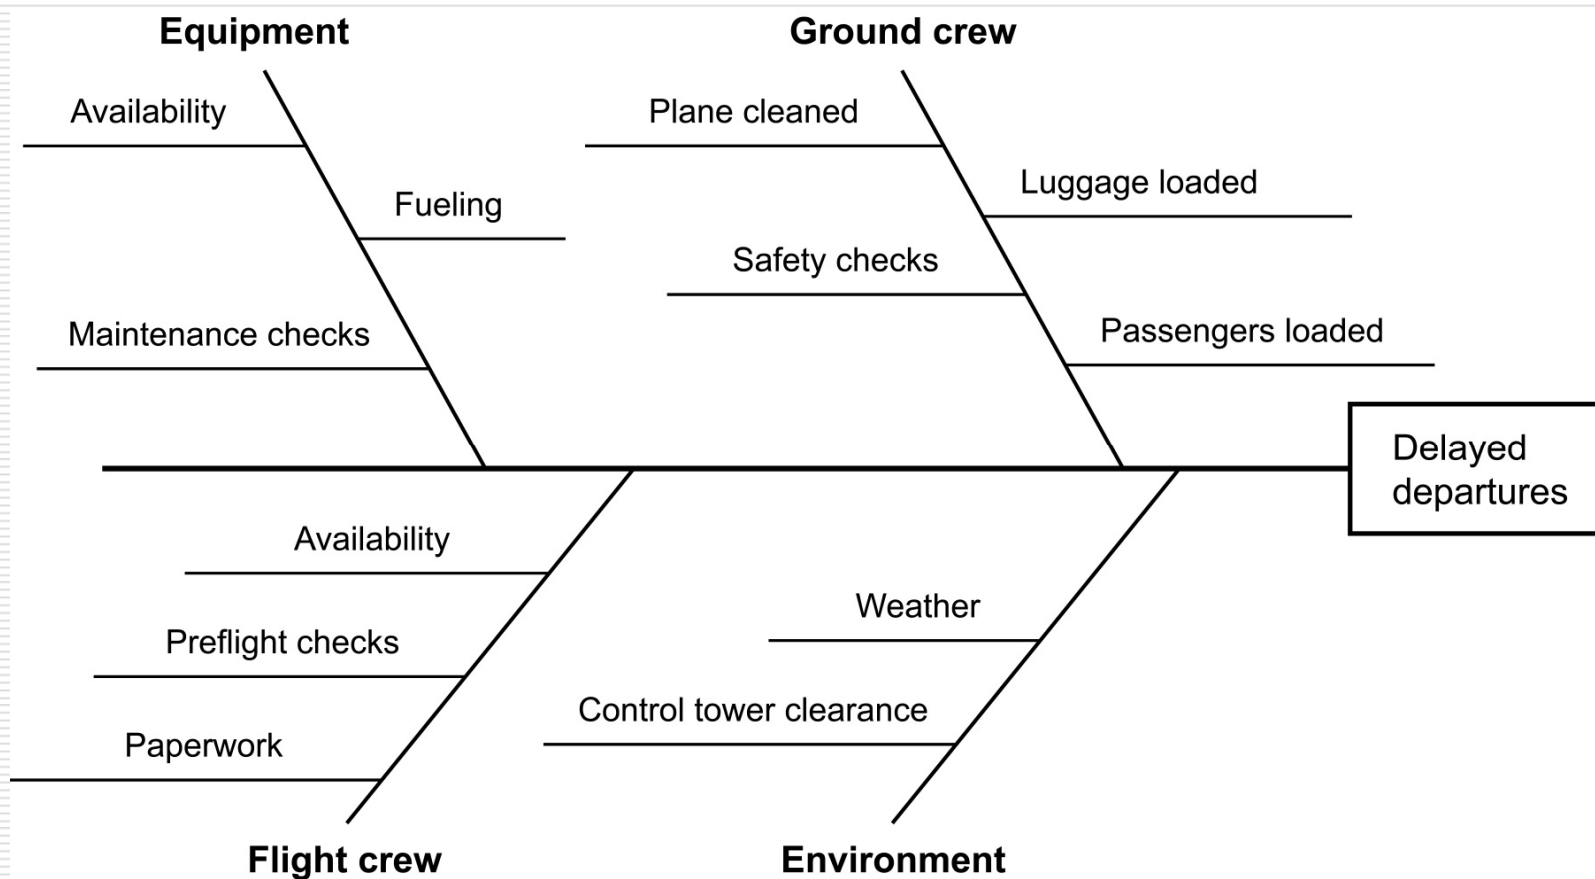 Equipment
Ground crew
Availability
Plane cleaned
Luggage loaded
Fueling
Safety checks
Maintenance checks
Passengers loaded
Delayed
departures
Availability
Weather
Preflight checks
Control tower clearance
Paperwork
Flight crew
Environment